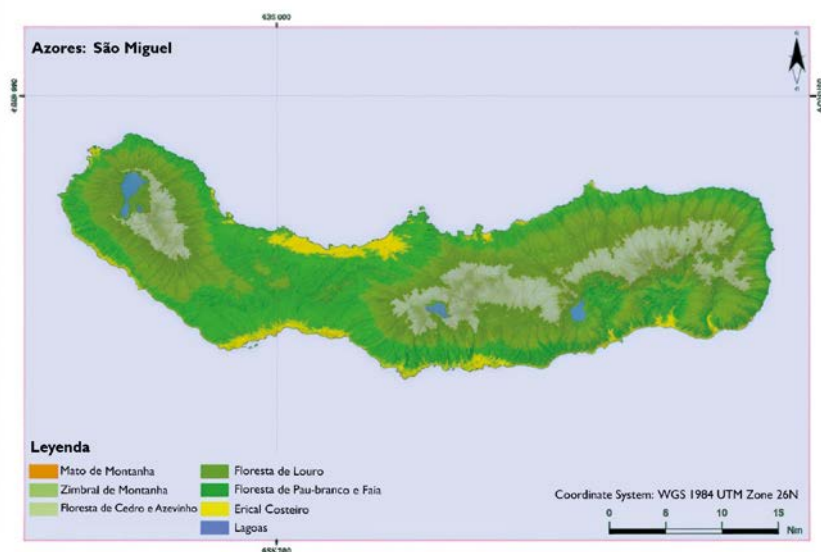 Azores: São Miguel
Leyenda
Mato de Montanha
Zimbral de Montanha
Floresta de Cedro e Azevinho
Floresta de Louro
Floresta de Pau-branco e Faia
Erical Costeiro
Lagoas
Coordinate System: WGS 1984 UTM Zone 26N
0 5 10 15
Nm